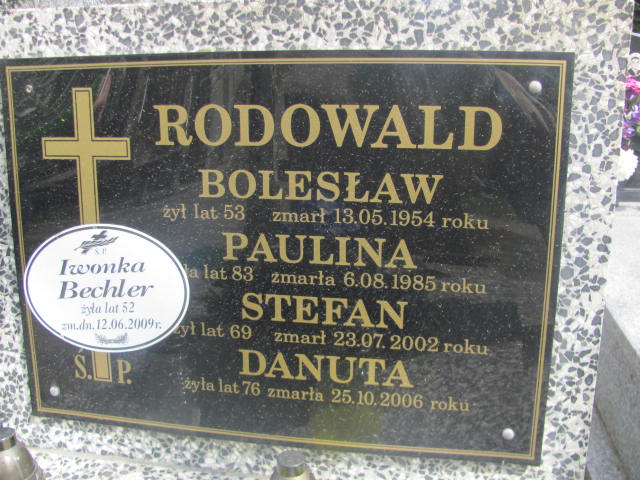 RODOWALD
BOLESŁAW
żył lat 53 zmarł 13.05.1954 roku
PAULINA
la lat 83 zmarła 6.08.1985 roku
STEFAN
żył lat 69 zmarł 23.07.2002 roku
DANUTA
żyła lat 76 zmarła 25.10.2006 roku
Ś. P.
Ś.P.
Iwonka
Bechler
żyła lat 52
zm.dn. 12.06.2009r.